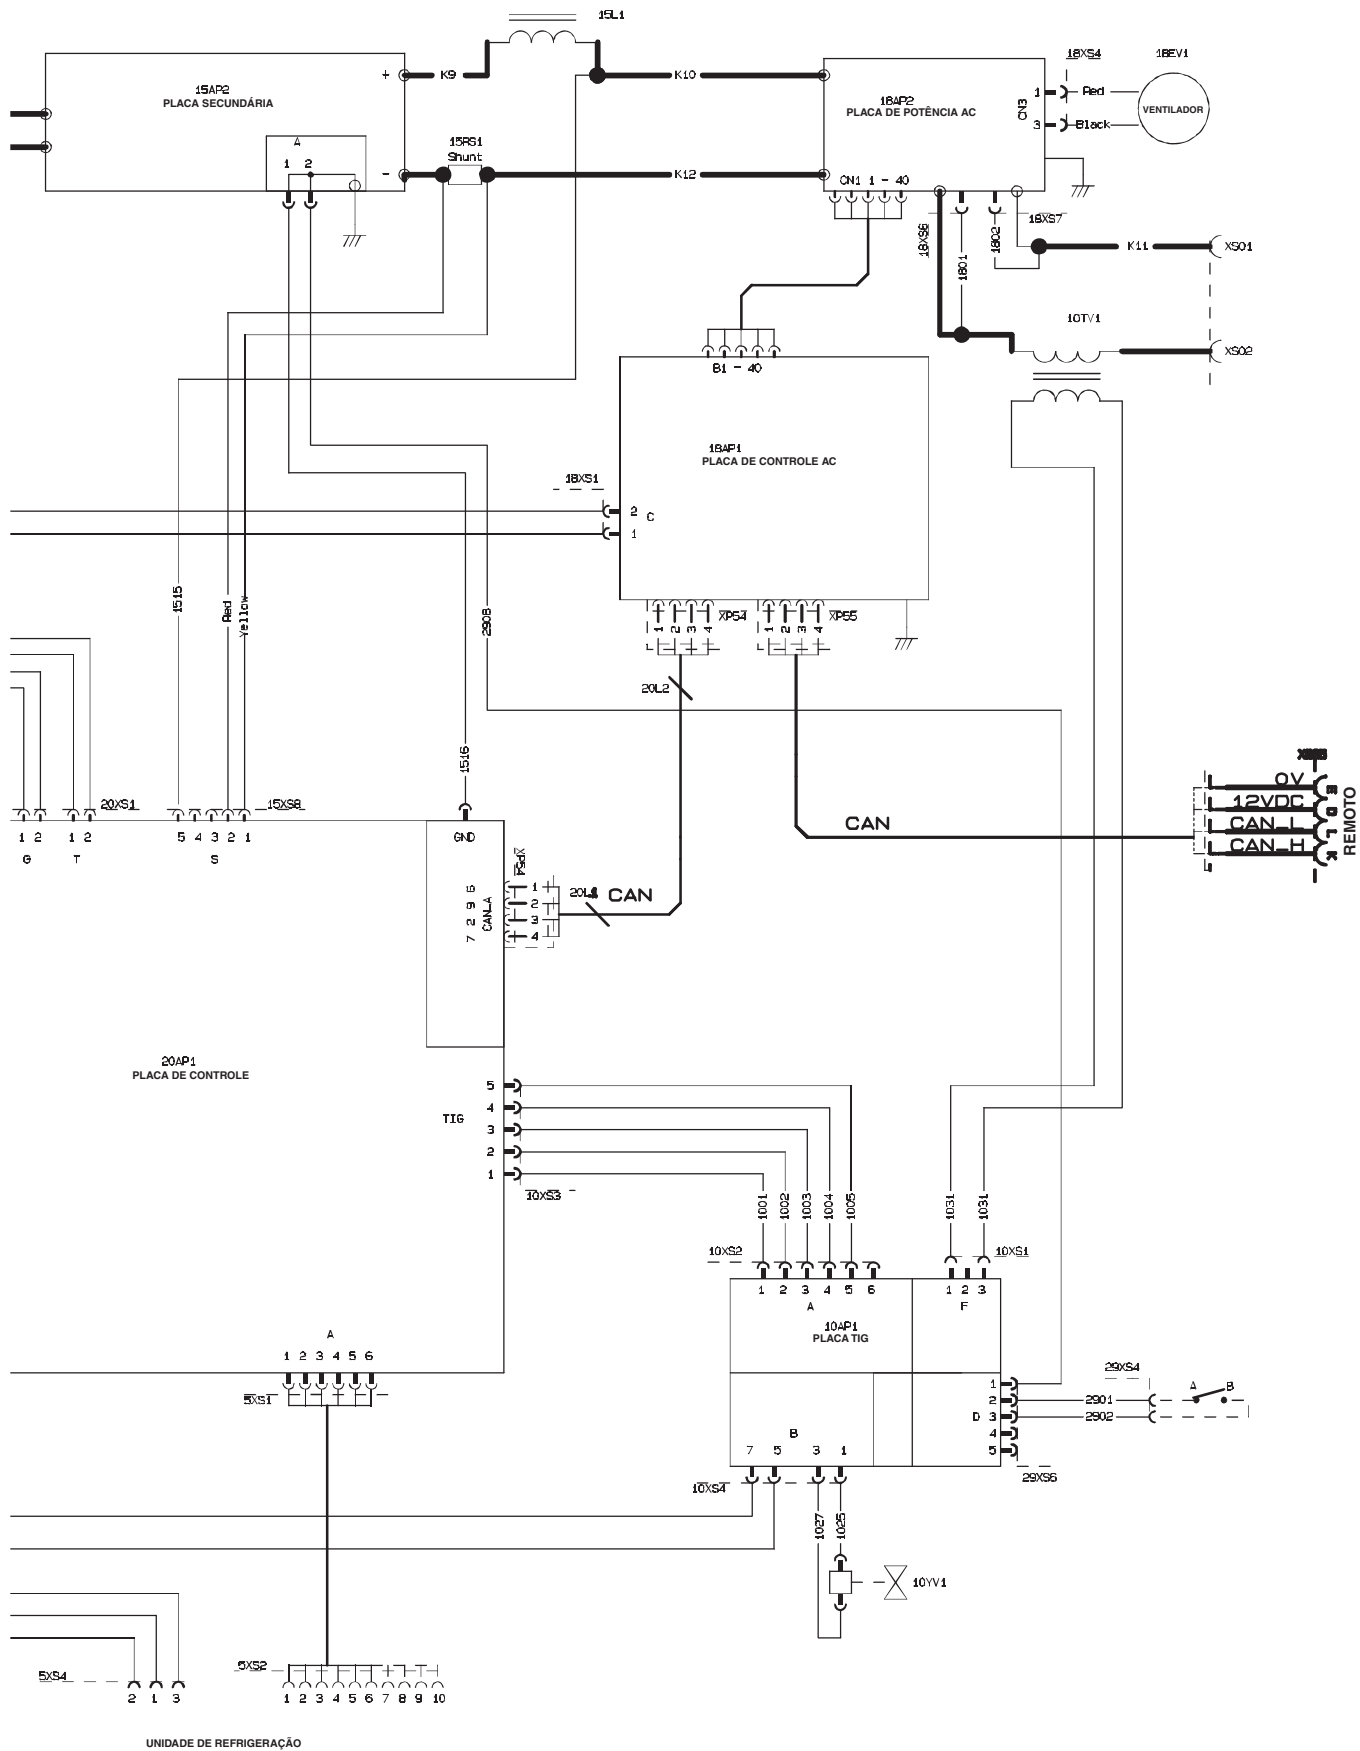 15L1
18XS4
18EV1
+
K9
K10
15AP2
PLACA SECUNDÁRIA
18AP2
PLACA DE POTÊNCIA AC
CN3
1
Red
3
Black
VENTILADOR
A
1 2
15RS1
Shunt
-
K12
CN1 1 - 40
18XS6
1801
1802
18XS7
K11
XS01
10TV1
XS02
B1 - 40
18AP1
PLACA DE CONTROLE AC
18XS1
2
C
1
1515
Red
Yellow
2908
XP54
XP55
1 2 3 4
1 2 3 4
20L2
1516
0V
12VDC
CAN_L
CAN_H
REMOTO
20XS1
15XS8
CAN
1 2
1 2
5 4 3 2 1
G
T
S
GND
XP54
CAN_A
6
9
2
7
1
2
3
4
CAN
20AP1
PLACA DE CONTROLE
TIG
5
4
3
2
1
10XS3
1001
1002
1003
1004
1005
1031
1031
10XS2
10XS1
1 2 3 4 5 6
1 2 3
A
F
10AP1
PLACA TIG
A
1 2 3 4 5 6
5XS1
29XS4
1
2
D 3
4
5
2901
2902
A
B
B
7 5 3 1
10XS4
29XS6
1027
1025
10YV1
5XS4
5XS2
2 1 3
1 2 3 4 5 6 7 8 9 10
UNIDADE DE REFRIGERAÇÃO